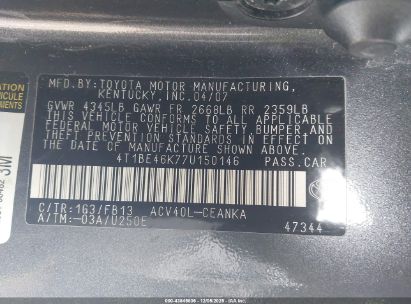 MFD.BY:TOYOTA MOTOR MANUFACTURING,
KENTUCKY,INC.04/07
GVWR 4345LB GAWR FR 2668LB RR 2359LB
THIS VEHICLE CONFORMS TO ALL APPLICABLE
FEDERAL MOTOR VEHICLE SAFETY, BUMPER, AND
THEFT PREVENTION STANDARDS IN EFFECT ON
THE DATE OF MANUFACTURE SHOWN ABOVE.
4T1BE46K77U150146 PASS.CAR
C/TR:1G3/FB13 ACV40L-CEANKA
A/TM:-03A/U250E
47344
3M